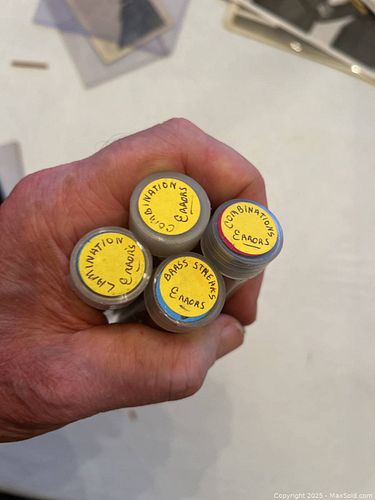 COMBINATION
ERRORS
COMBINATIONS
ERRORS
LAMINATION
ERRORS
BRASS STREAKS
ERRORS
Copyright 2025 - MaxSold.com